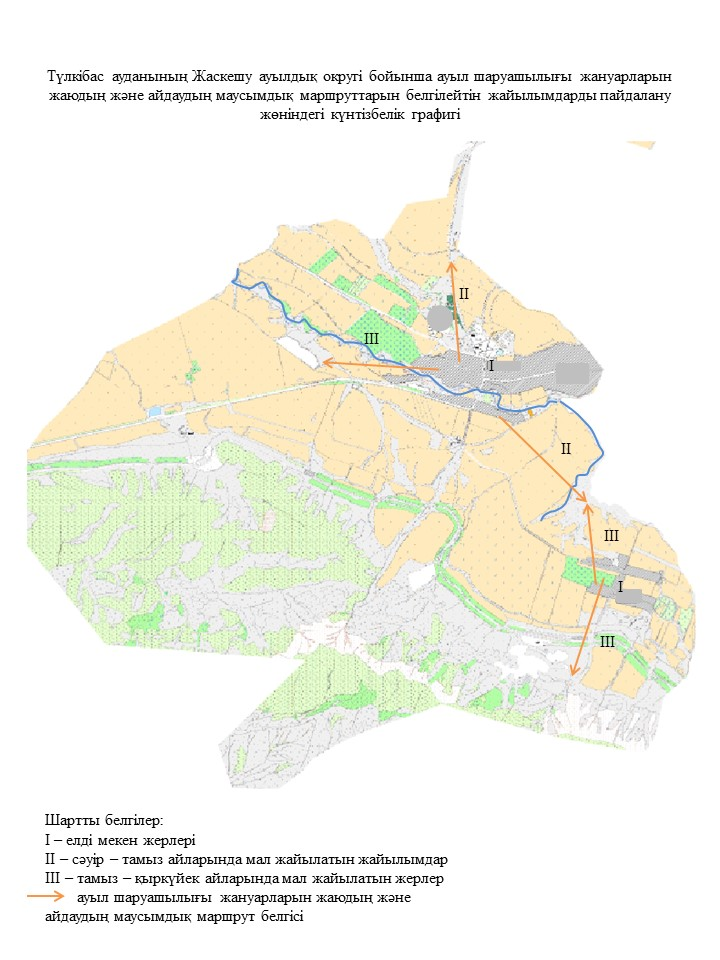 Түлкібас ауданының Жаскешу ауылдық округі бойынша ауыл шаруашылығы жануарларын
жаюдың және айдаудың маусымдық маршруттарын белгілейтін жайылымдарды пайдалану
жөніндегі күнтізбелік графигі
II
III
I
II
III
I
III
Шартты белгілер:
I – елді мекен жерлері
II – сәуір – тамыз айларында мал жайылатын жайылымдар
III – тамыз – қыркүйек айларында мал жайылатын жерлер
ауыл шаруашылығы жануарларын жаюдың және
айдаудың маусымдық маршрут белгісі